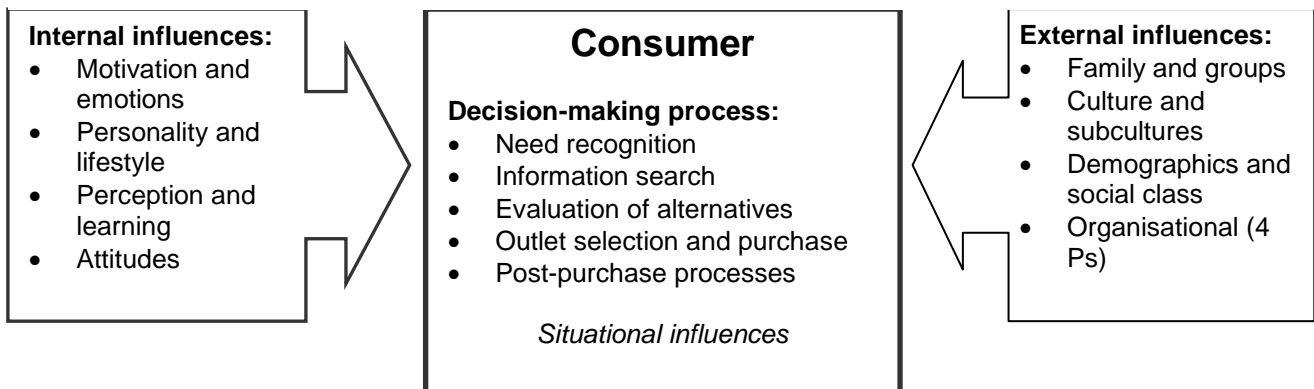 Internal influences:
• Motivation and
emotions
• Personality and
lifestyle
• Perception and
learning
• Attitudes
Consumer
Decision-making process:
• Need recognition
• Information search
• Evaluation of alternatives
• Outlet selection and purchase
• Post-purchase processes
Situational influences
External influences:
• Family and groups
• Culture and
subcultures
• Demographics and
social class
• Organisational (4
Ps)